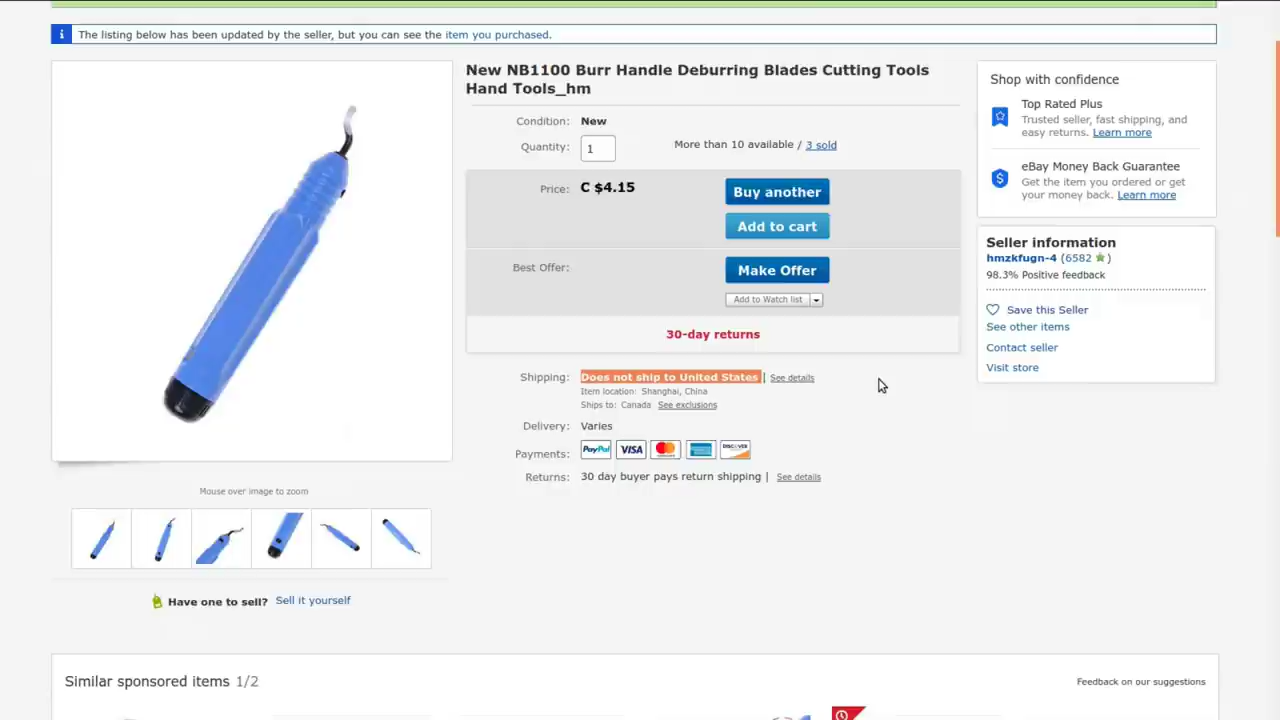 The listing below has been updated by the seller, but you can see the item you purchased.
New NB1100 Burr Handle Deburring Blades Cutting Tools
Hand Tools_hm
Condition: New
Quantity: 1 More than 10 available / 3 sold
Price: C $4.15 Buy another
Add to cart
Best Offer: Make Offer
Add to Watch list
30-day returns
Shipping: Does not ship to United States | See details
Item location: Shanghai, China
Ships to: Canada See exclusions
Delivery: Varies
Payments: PayPal VISA MasterCard DISCOVER
Returns: 30 day buyer pays return shipping | See details
Shop with confidence
Top Rated Plus
Trusted seller, fast shipping, and
easy returns. Learn more
eBay Money Back Guarantee
Get the item you ordered or get
your money back. Learn more
Seller information
hmzkfugn-4 (6582 )
98.3% Positive feedback
Save this Seller
See other items
Contact seller
Visit store
Mouse over image to zoom
Have one to sell? Sell it yourself
Similar sponsored items 1/2
Feedback on our suggestions